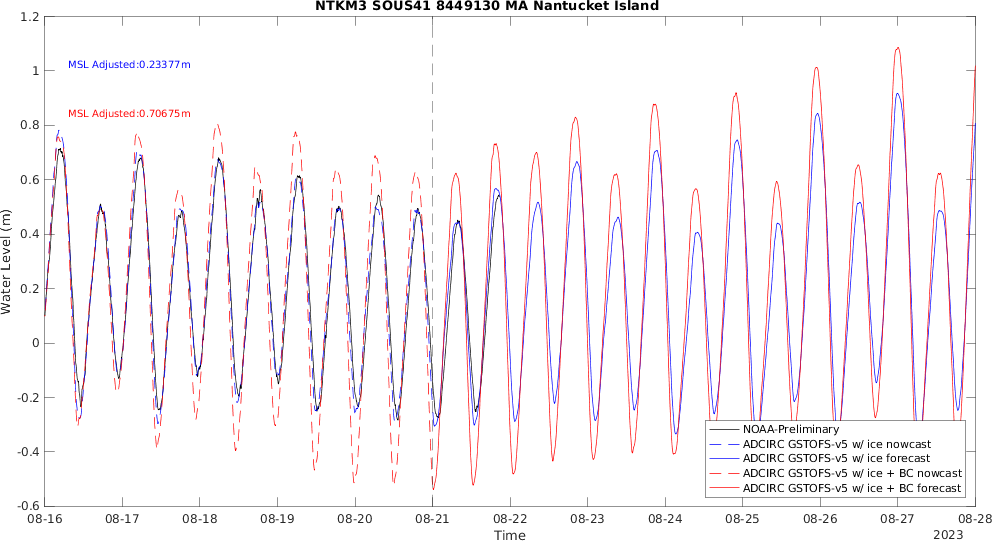 NTKM3 SOUS41 8449130 MA Nantucket Island
1.2
1
0.8
0.6
0.4
0.2
0
-0.2
-0.4
-0.6
Water Level (m)
MSL Adjusted:0.23377m
MSL Adjusted:0.70675m
NOAA-Preliminary
ADCIRC GSTOFS-v5 w/ ice nowcast
ADCIRC GSTOFS-v5 w/ ice forecast
ADCIRC GSTOFS-v5 w/ ice + BC nowcast
ADCIRC GSTOFS-v5 w/ ice + BC forecast
08-16 08-17 08-18 08-19 08-20 08-21 08-22 08-23 08-24 08-25 08-26 08-27 08-28
Time
2023